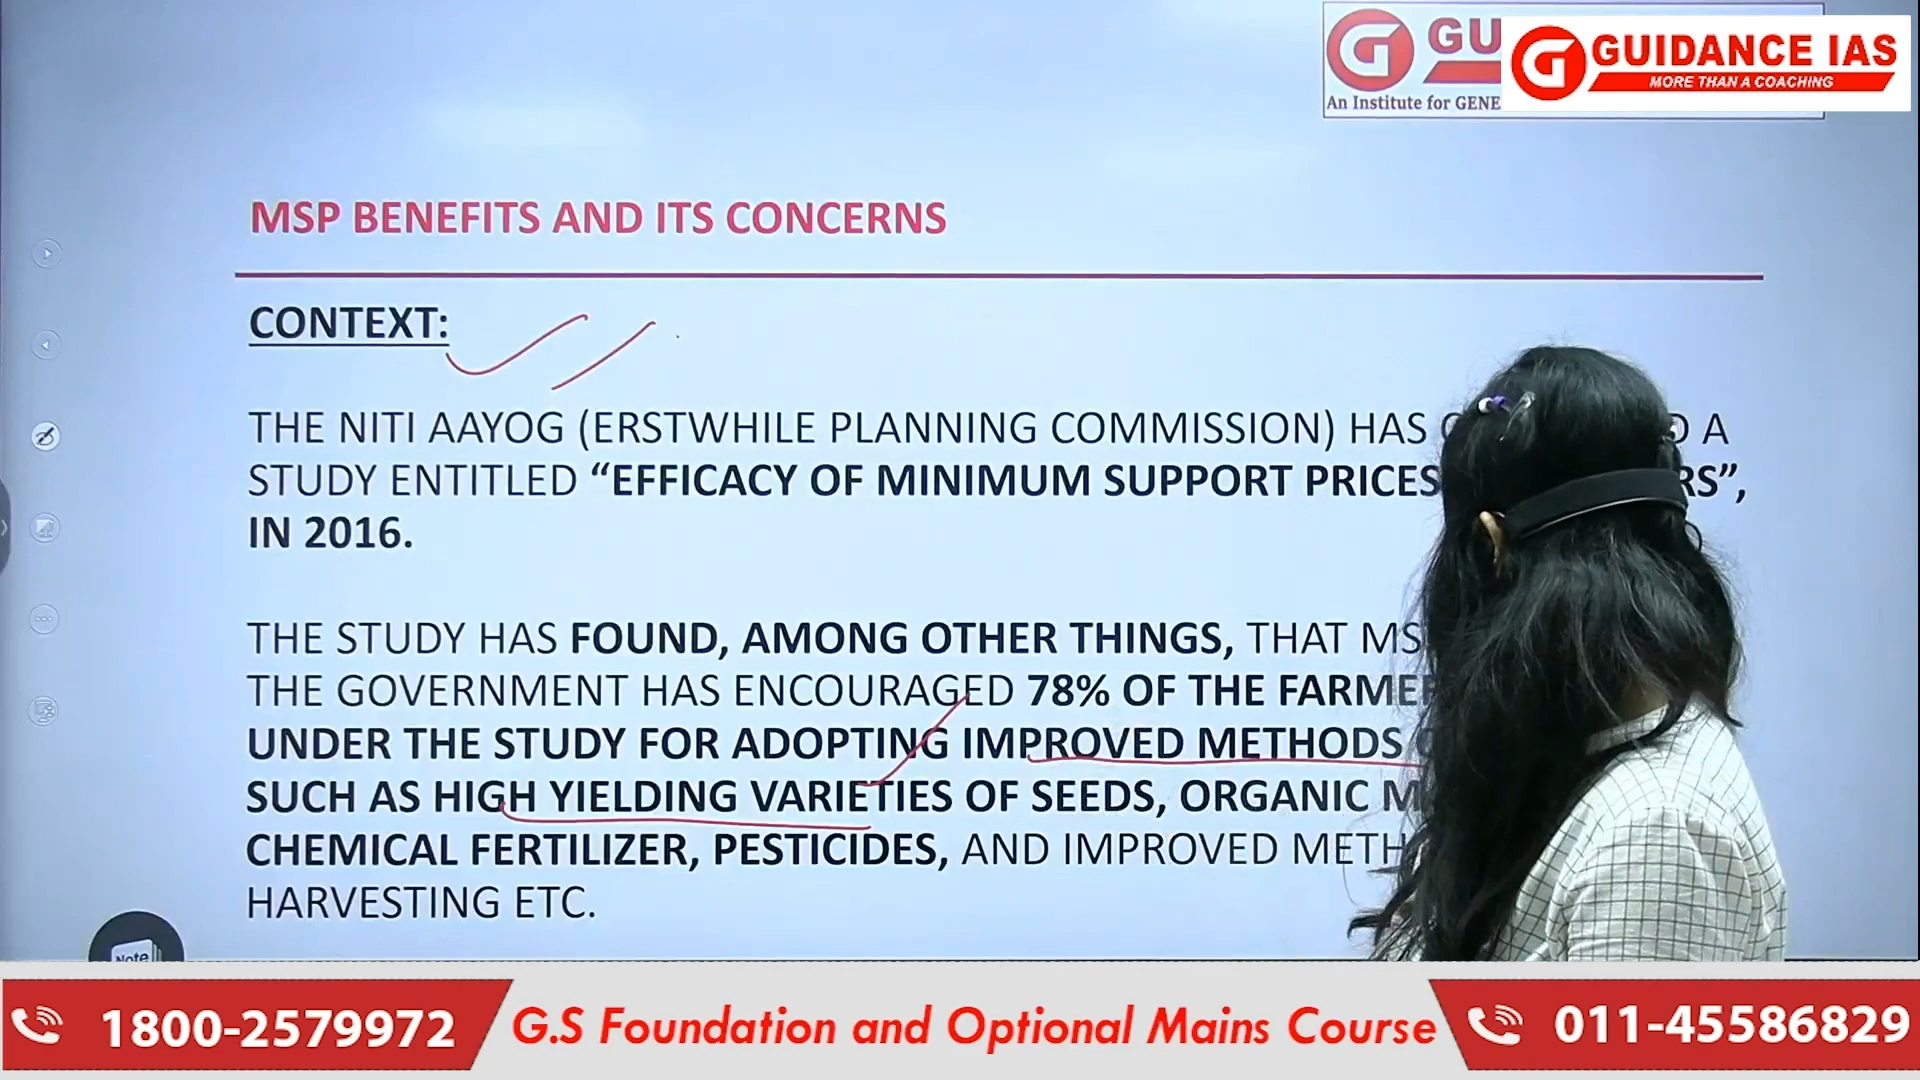 GU
An Institute for GENE
GUIDANCE IAS
MORE THAN A COACHING
MSP BENEFITS AND ITS CONCERNS
CONTEXT:
THE NITI AAYOG (ERSTWHILE PLANNING COMMISSION) HAS A
STUDY ENTITLED “EFFICACY OF MINIMUM SUPPORT PRICES RS”,
IN 2016.
THE STUDY HAS FOUND, AMONG OTHER THINGS, THAT MS
THE GOVERNMENT HAS ENCOURAGED 78% OF THE FARMER
UNDER THE STUDY FOR ADOPTING IMPROVED METHODS
SUCH AS HIGH YIELDING VARIETIES OF SEEDS, ORGANIC M
CHEMICAL FERTILIZER, PESTICIDES, AND IMPROVED METH
HARVESTING ETC.
Note
1800-2579972
G.S Foundation and Optional Mains Course
011-45586829